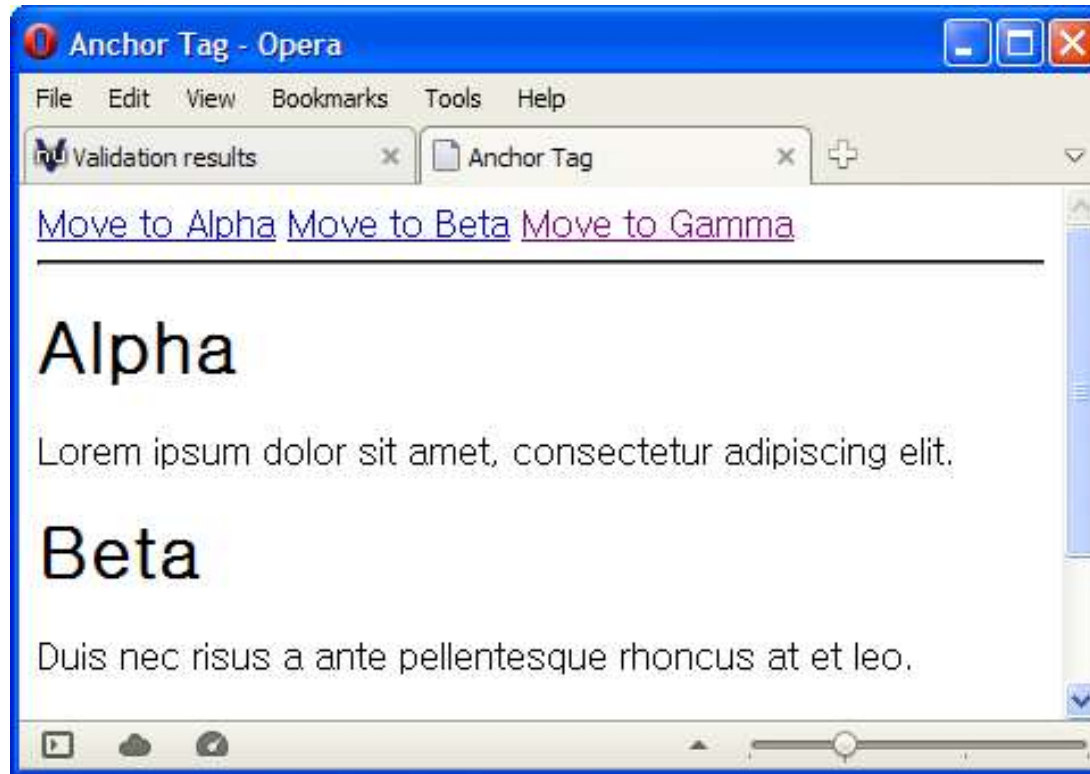 Anchor Tag - Opera
File Edit View Bookmarks Tools Help
Validation results Anchor Tag
Move to Alpha Move to Beta Move to Gamma
Alpha
Lorem ipsum dolor sit amet, consectetur adipiscing elit.
Beta
Duis nec risus a ante pellentesque rhoncus at et leo.